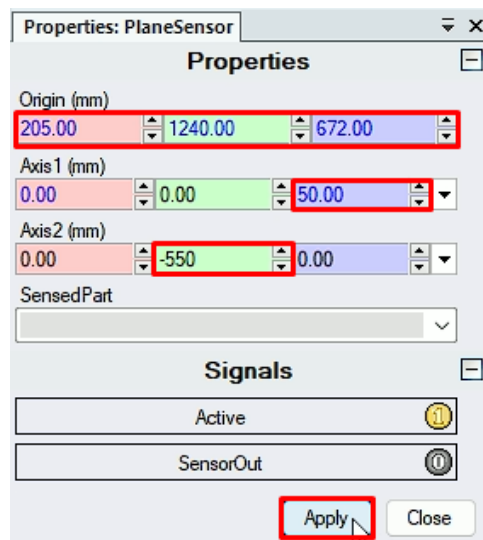 Properties: PlaneSensor
Properties
Origin (mm)
205.00 1240.00 672.00
Axis1 (mm)
0.00 0.00 50.00
Axis2 (mm)
0.00 -550 0.00
SensedPart
Signals
Active 1
SensorOut 0
Apply Close